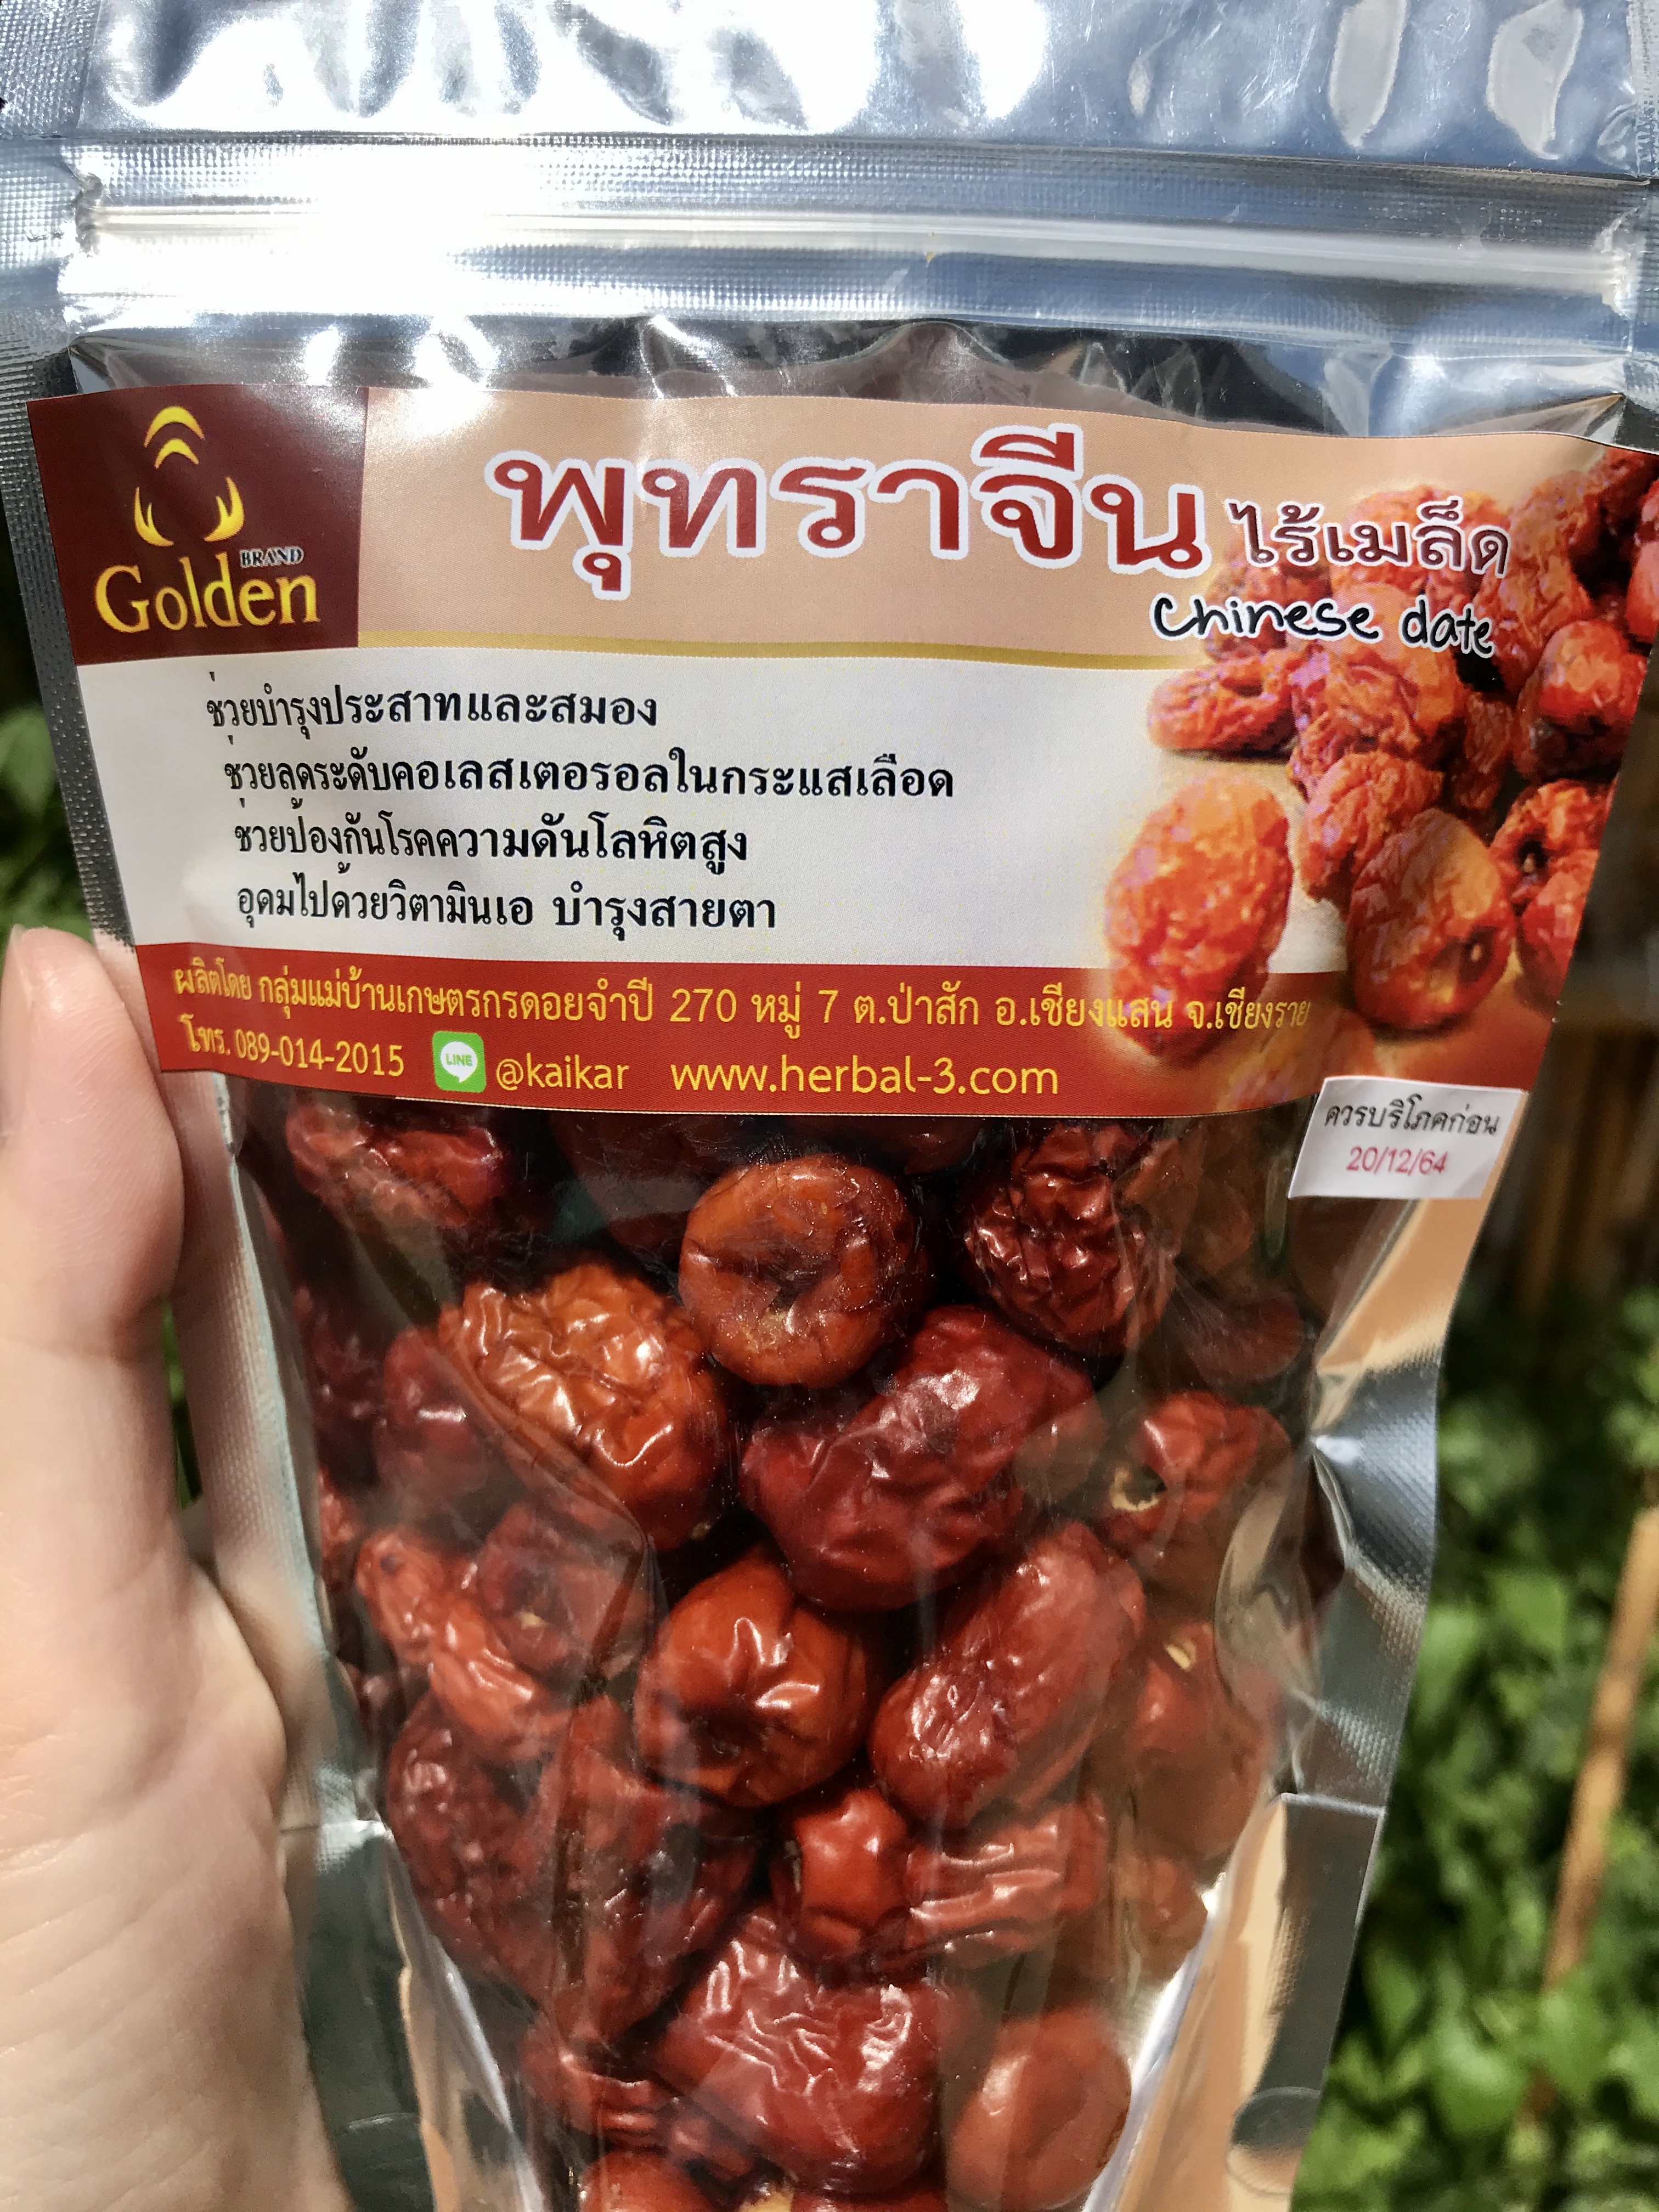 BRAND
Golden
พุทราจีน ไร้เมล็ด
Chinese date
ช่วยบำรุงประสาทและสมอง
ช่วยลดระดับคอเลสเตอรอลในกระแสเลือด
ช่วยป้องกันโรคความดันโลหิตสูง
อุดมไปด้วยวิตามินเอ บำรุงสายตา
ผลิตโดย กลุ่มแม่บ้านเกษตรกรดอยจำปี 270 หมู่ 7 ต.ป่าสัก อ.เชียงแสน จ.เชียงราย
โทร. 089-014-2015 LINE @kaikar www.herbal-3.com
ควรบริโภคก่อน
20/12/64